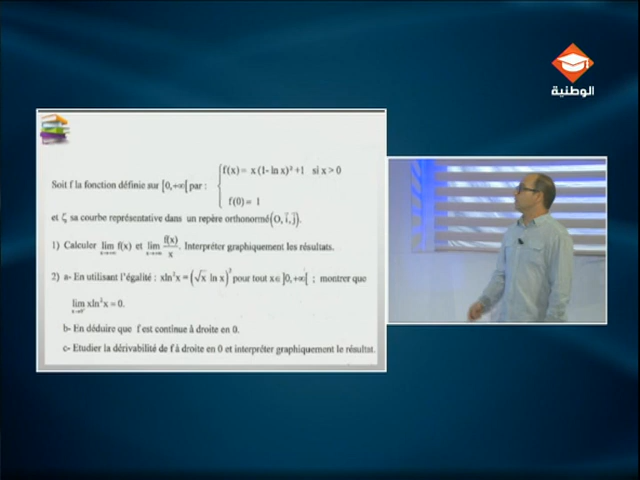 الوطنية
f(x) = x (1- ln x)² +1 si x > 0
Soit f la fonction définie sur [0,+∞[ par :
f(0) = 1
et ζ sa courbe représentative dans un repère orthonormé (O, i⃗, j⃗).
1) Calculer lim x→+∞ f(x) et lim x→+∞ f(x)/x. Interpréter graphiquement les résultats.
2) a- En utilisant l'égalité : xln²x = (√x ln x)² pour tout x ∈ ]0, +∞[ ; montrer que
lim x→0⁺ xln²x = 0.
b- En déduire que f est continue à droite en 0.
c- Etudier la dérivabilité de f à droite en 0 et interpréter graphiquement le résultat.